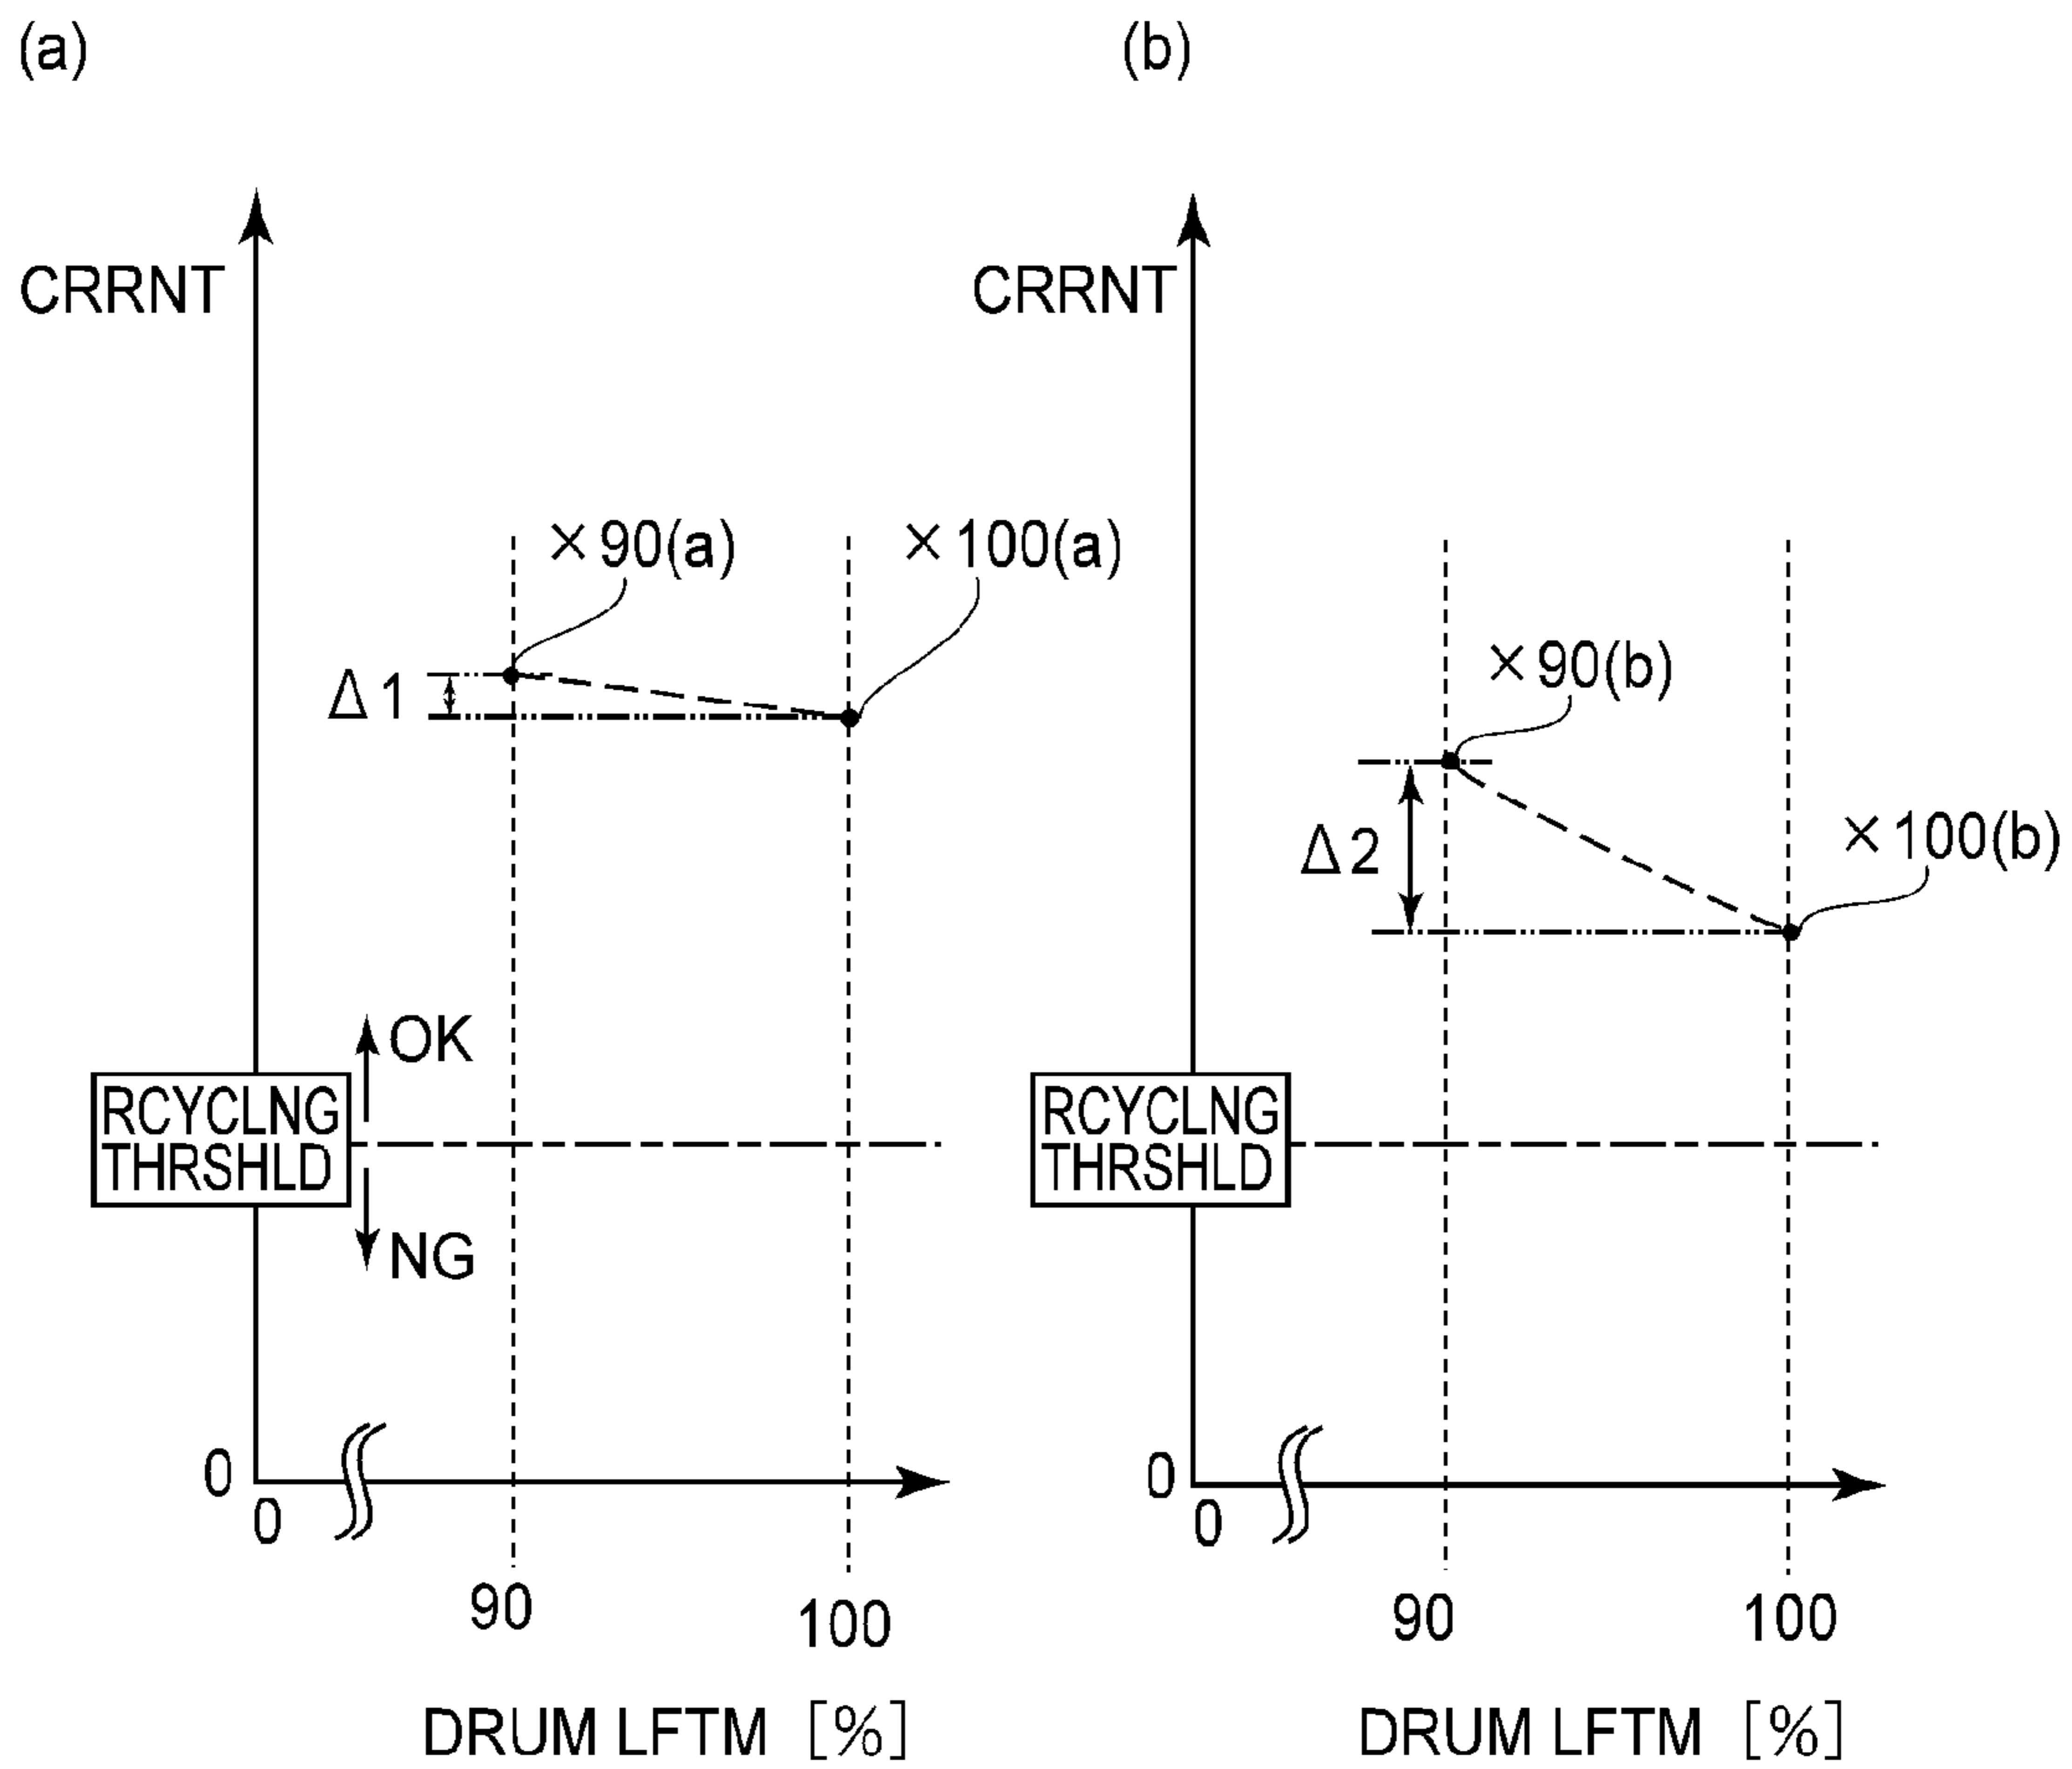 (a)
CRRNT
×90(a)
×100(a)
Δ1
OK
RCYCLNG
THRSHLD
NG
0
0
90
100
DRUM LFTM [%]
(b)
CRRNT
×90(b)
×100(b)
Δ2
RCYCLNG
THRSHLD
0
0
90
100
DRUM LFTM [%]